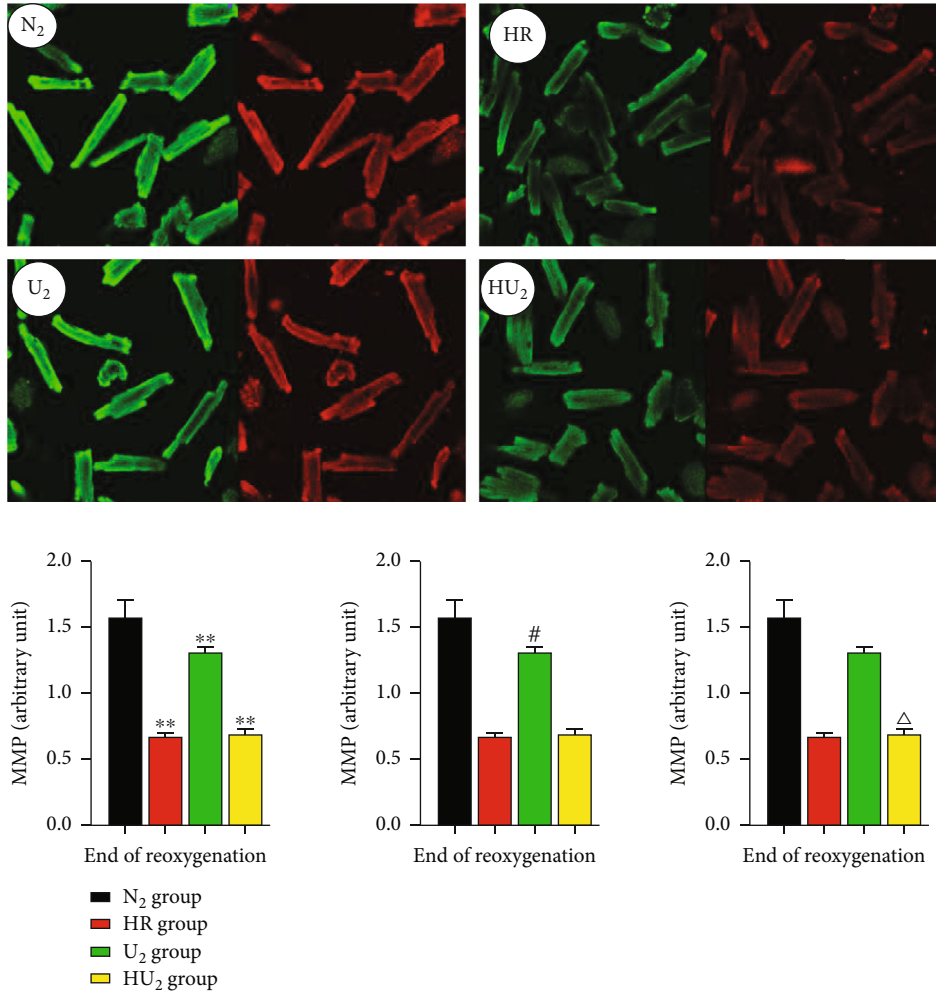 N₂
HR
U₂
HU₂
2.0
1.5
1.0
0.5
0.0
MMP (arbitrary unit)
**
**
**
End of reoxygenation
2.0
1.5
1.0
0.5
0.0
MMP (arbitrary unit)
#
End of reoxygenation
2.0
1.5
1.0
0.5
0.0
MMP (arbitrary unit)
△
End of reoxygenation
N₂ group
HR group
U₂ group
HU₂ group